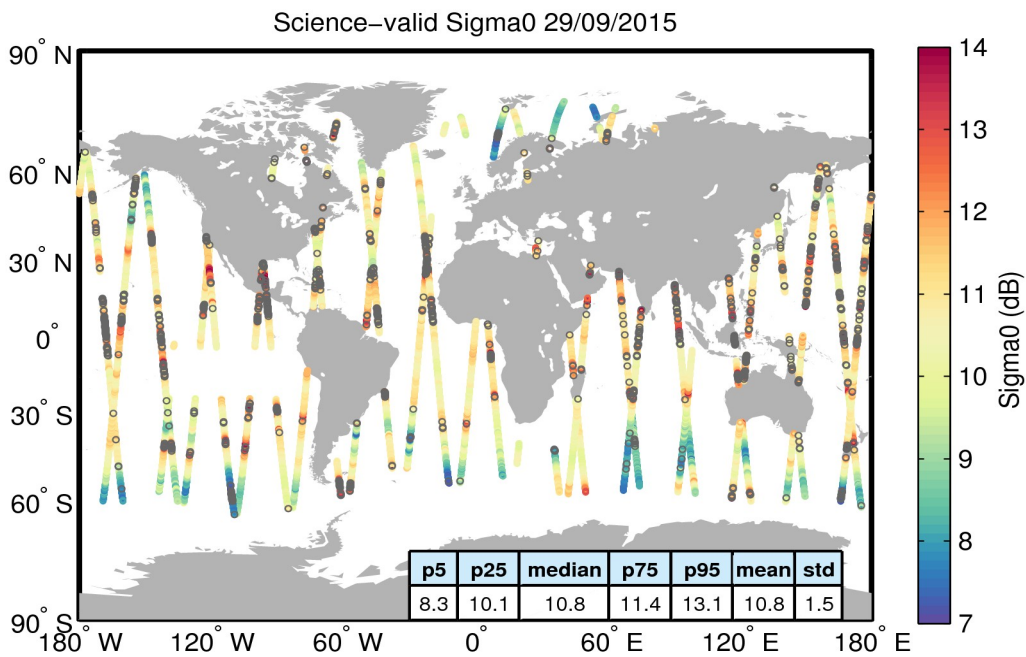 Science−valid Sigma0 29/09/2015
90° N
60° N
30° N
0°
30° S
60° S
90° S
180° W
120° W
60° W
0°
60° E
120° E
180° E
p5 p25 median p75 p95 mean std
8.3 10.1 10.8 11.4 13.1 10.8 1.5
14
13
12
11
10
9
8
7
Sigma0 (dB)